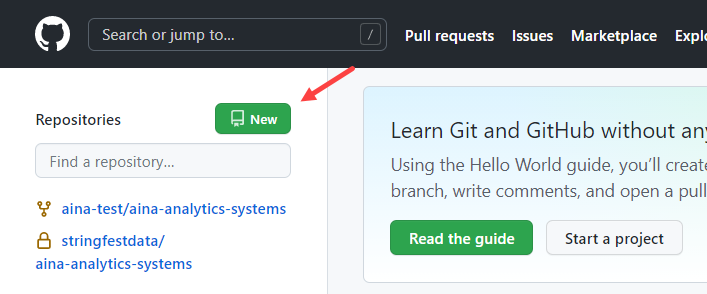 Search or jump to...
/
Pull requests
Issues
Marketplace
Explo
Repositories
New
Find a repository...
aina-test/aina-analytics-systems
stringfestdata/
aina-analytics-systems
Learn Git and GitHub without any
Using the Hello World guide, you’ll create
branch, write comments, and open a pull
Read the guide
Start a project